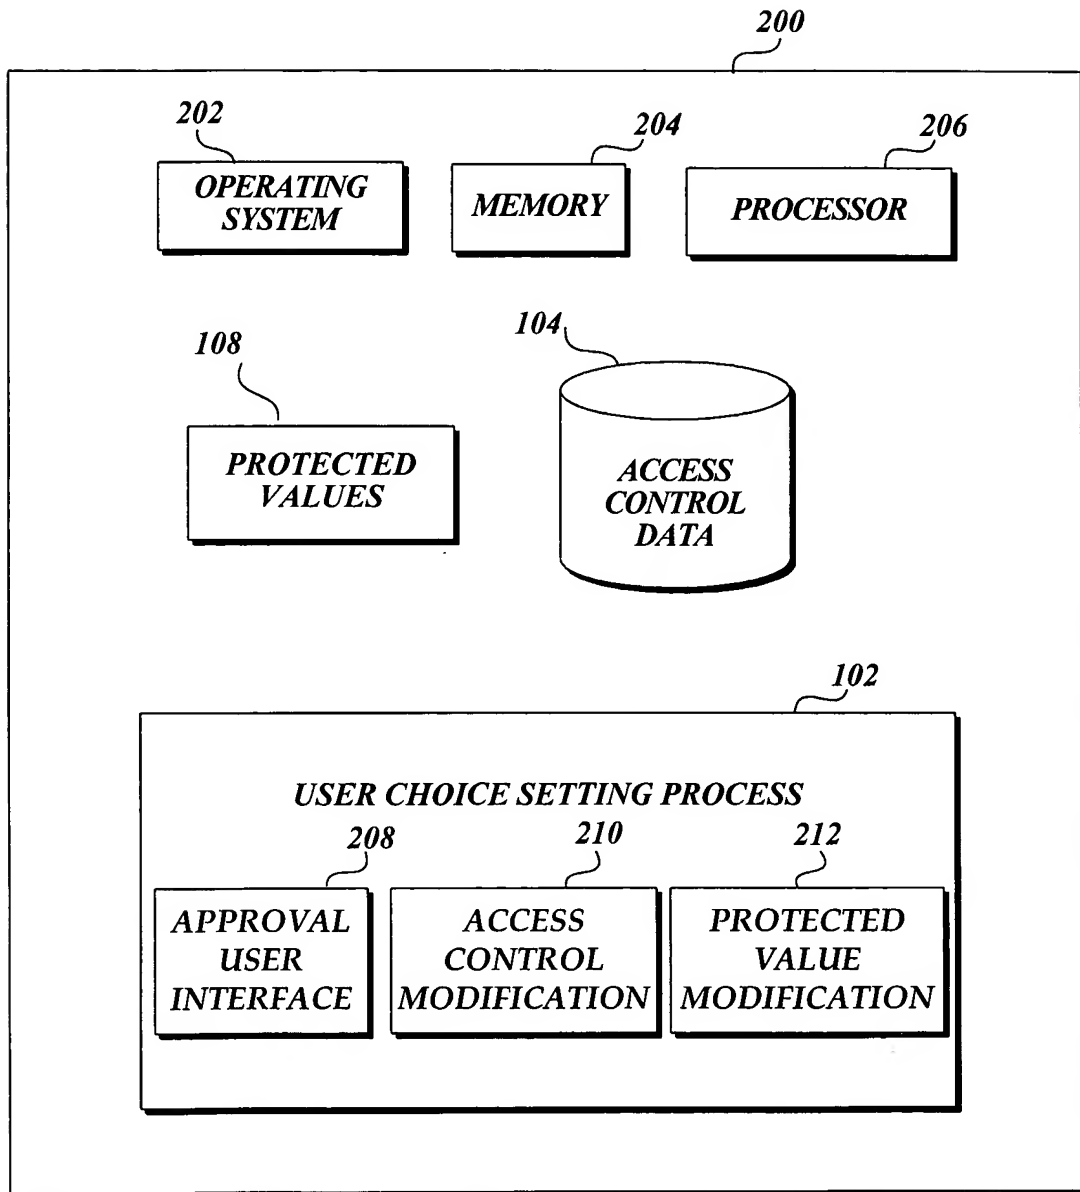 200
202
204
206
OPERATING
SYSTEM
MEMORY
PROCESSOR
108
104
PROTECTED
VALUES
ACCESS
CONTROL
DATA
102
USER CHOICE SETTING PROCESS
208
210
212
APPROVAL
USER
INTERFACE
ACCESS
CONTROL
MODIFICATION
PROTECTED
VALUE
MODIFICATION